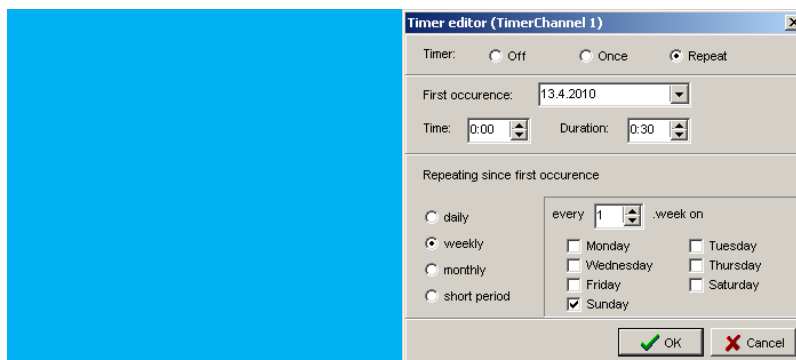 Timer editor (TimerChannel 1)
Timer: Off Once Repeat
First occurence: 13.4.2010
Time: 0:00 Duration: 0:30
Repeating since first occurence
daily
weekly
monthly
short period
every 1 .week on
Monday Tuesday
Wednesday Thursday
Friday Saturday
Sunday
OK Cancel